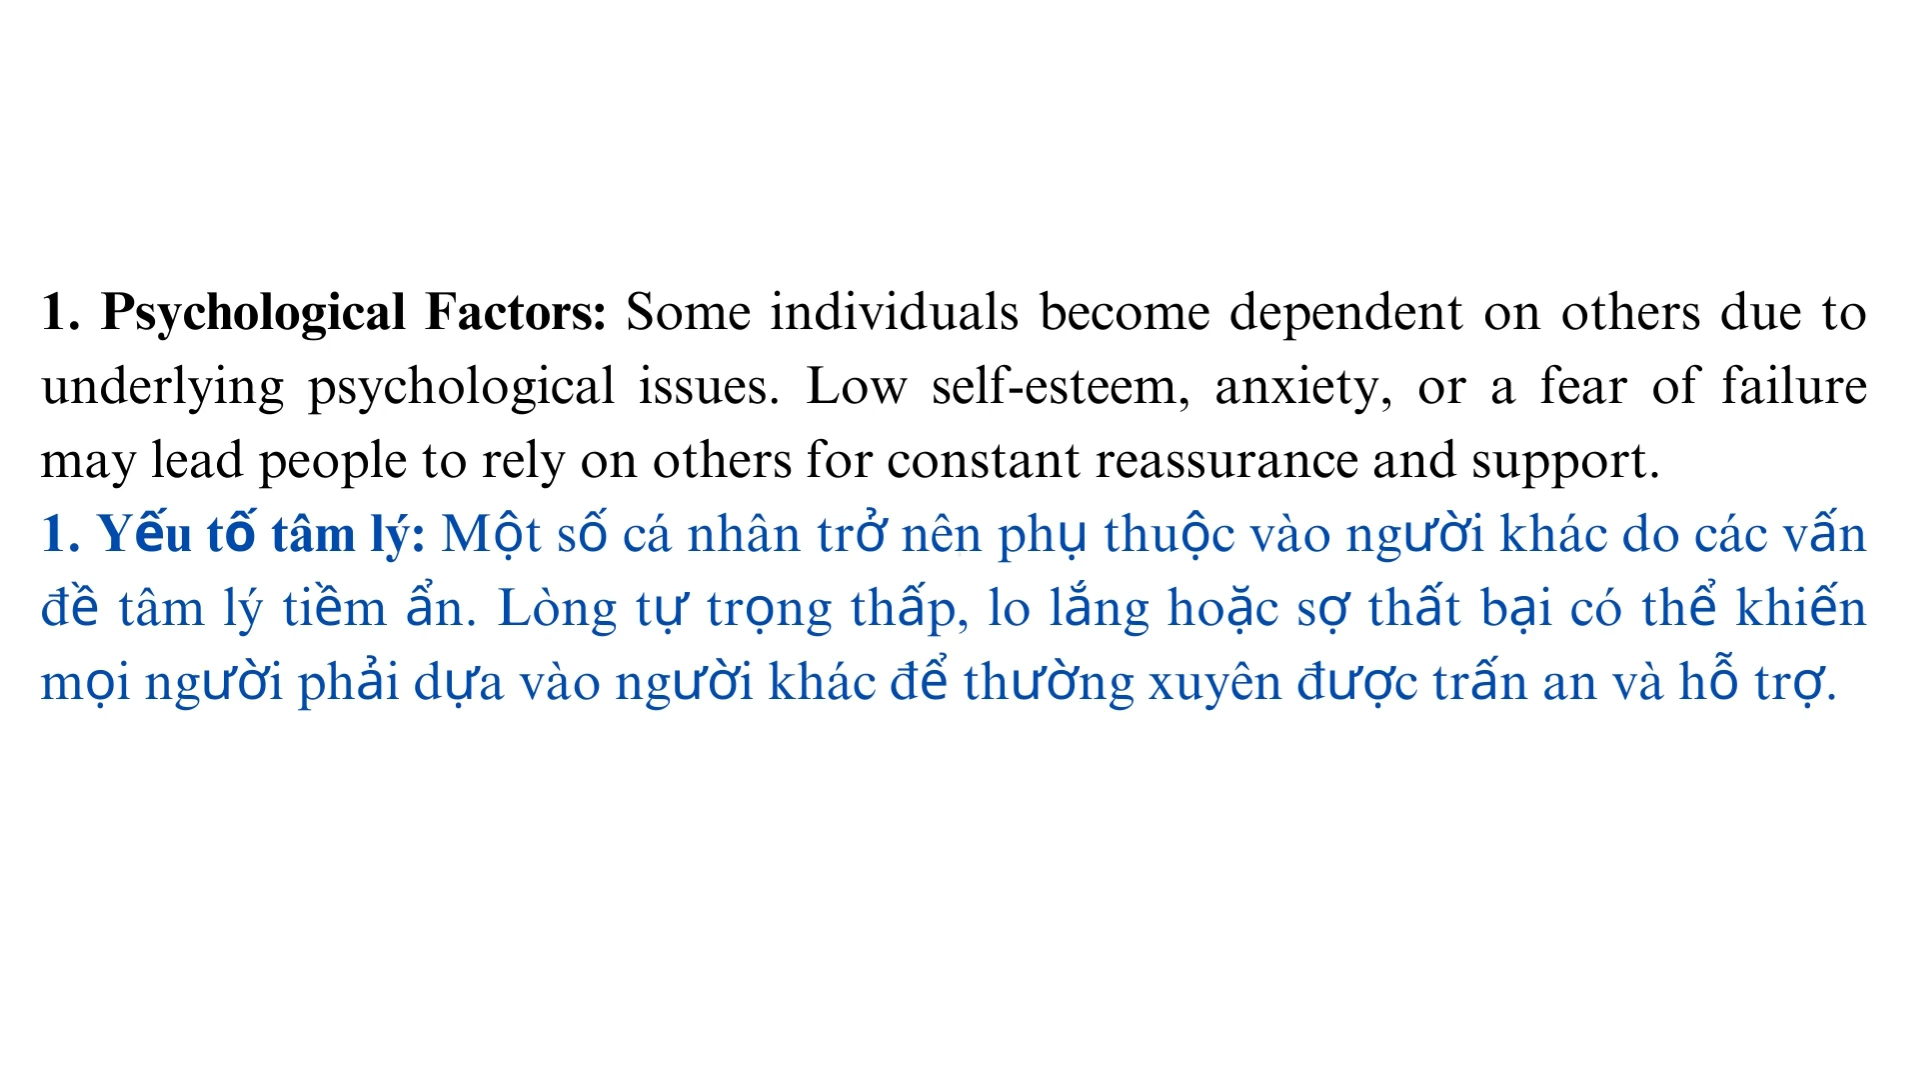 1. Psychological Factors: Some individuals become dependent on others due to
underlying psychological issues. Low self-esteem, anxiety, or a fear of failure
may lead people to rely on others for constant reassurance and support.
1. Yếu tố tâm lý: Một số cá nhân trở nên phụ thuộc vào người khác do các vấn
đề tâm lý tiềm ẩn. Lòng tự trọng thấp, lo lắng hoặc sợ thất bại có thể khiến
mọi người phải dựa vào người khác để thường xuyên được trấn an và hỗ trợ.